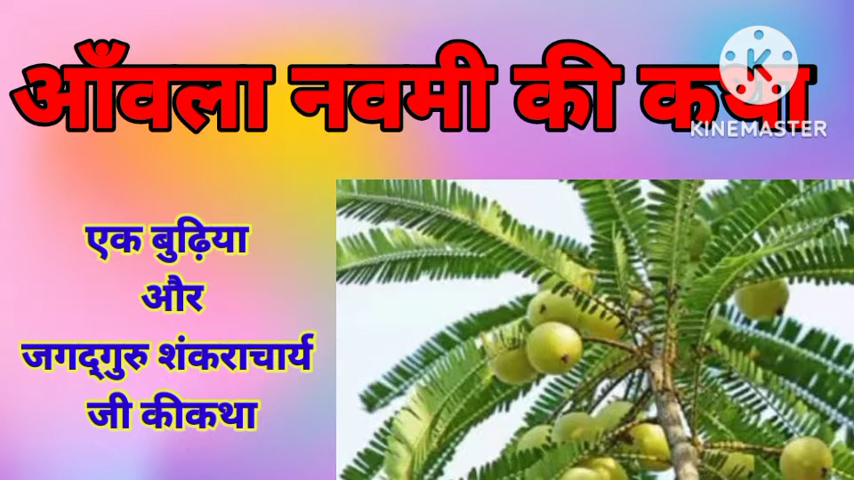 आँवला नवमी की कथा
KINEMASTER
एक बुढ़िया
और
जगद्गुरु शंकराचार्य
जी कीकथा